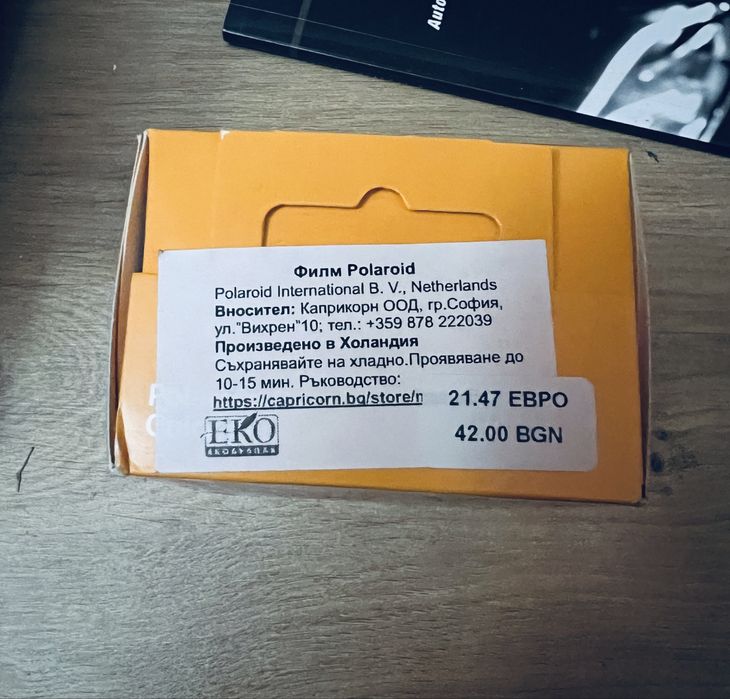 Auto
Филм Polaroid
Polaroid International B. V., Netherlands
Вносител: Каприкорн ООД, гр.София,
ул."Вихрен"10; тел.: +359 878 222039
Произведено в Холандия
Съхранявайте на хладно.Проявяване до
10-15 мин. Ръководство:
https://capricorn.bg/store/
21.47 ЕВРО
42.00 BGN
ЕКО